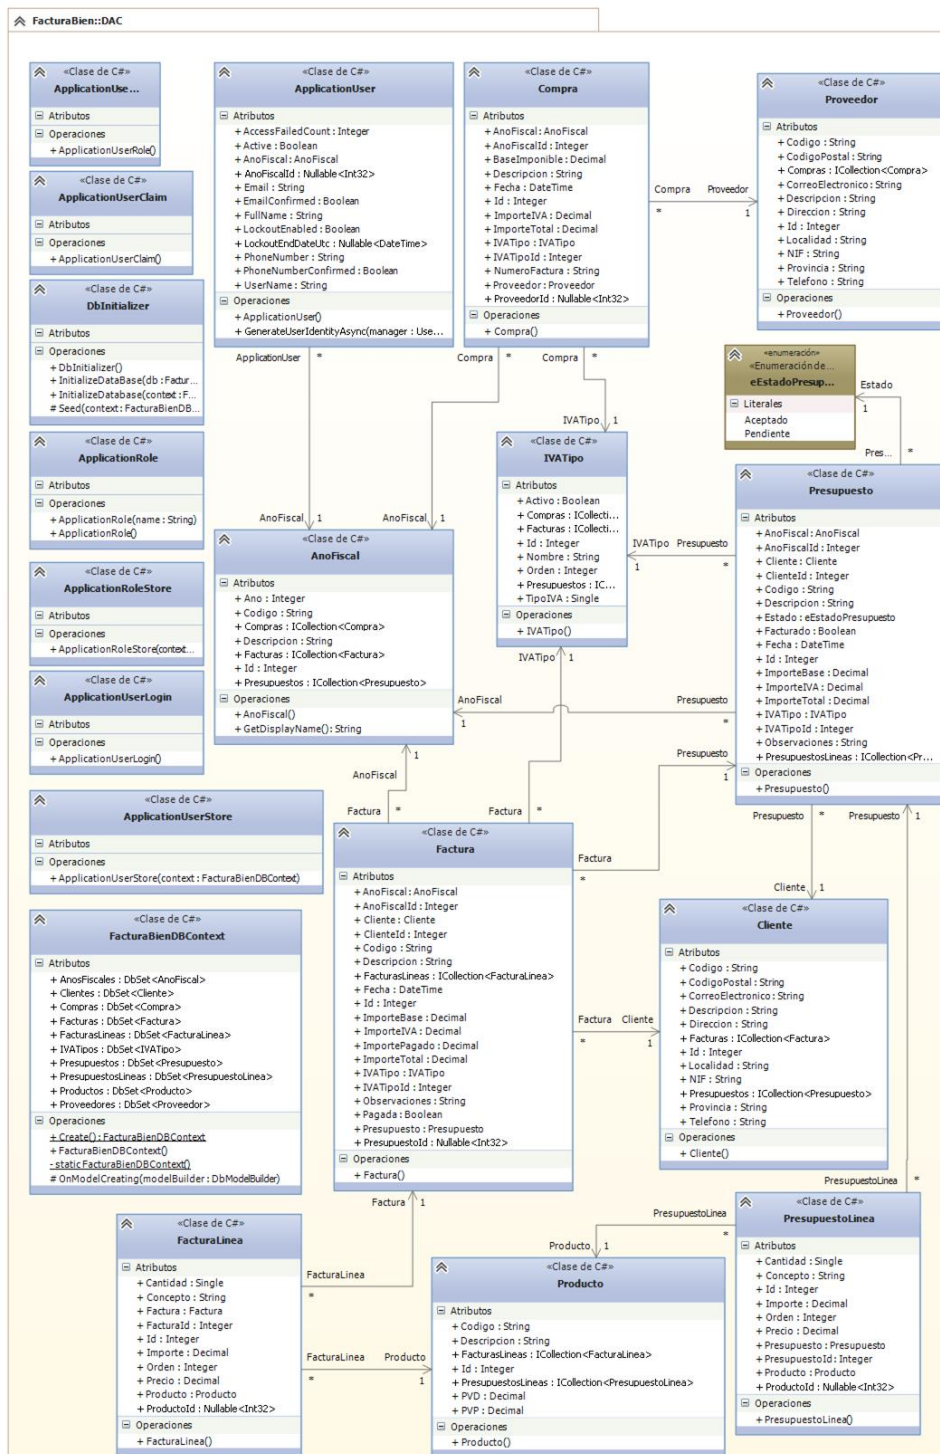 FacturaBien::DAC
«Clase de C#»
ApplicationUse...
Atributos
Operaciones
+ ApplicationUserRole()
«Clase de C#»
ApplicationUserClaim
Atributos
Operaciones
+ ApplicationUserClaim()
«Clase de C#»
DbInitializer
Atributos
Operaciones
+ DbInitializer()
+ InitializeDataBase(db : Factur...
+ InitializeDatabase(context : F...
# Seed(context : FacturaBienDB...
«Clase de C#»
ApplicationRole
Atributos
Operaciones
+ ApplicationRole(name : String)
+ ApplicationRole()
«Clase de C#»
ApplicationRoleStore
Atributos
Operaciones
+ ApplicationRoleStore(context...
«Clase de C#»
ApplicationUserLogin
Atributos
Operaciones
+ ApplicationUserLogin()
«Clase de C#»
ApplicationUserStore
Atributos
Operaciones
+ ApplicationUserStore(context : FacturaBienDBContext)
«Clase de C#»
FacturaBienDBContext
Atributos
+ AnosFiscales : DbSet<AnoFiscal>
+ Clientes : DbSet<Cliente>
+ Compras : DbSet<Compra>
+ Facturas : DbSet<Factura>
+ FacturasLineas : DbSet<FacturaLinea>
+ IVATipos : DbSet<IVATipo>
+ Presupuestos : DbSet<Presupuesto>
+ PresupuestosLineas : DbSet<PresupuestoLinea>
+ Productos : DbSet<Producto>
+ Proveedores : DbSet<Proveedor>
Operaciones
+ Create() : FacturaBienDBContext
+ FacturaBienDBContext()
- static FacturaBienDBContext()
# OnModelCreating(modelBuilder : DbModelBuilder)
«Clase de C#»
ApplicationUser
Atributos
+ AccessFailedCount : Integer
+ Active : Boolean
+ AnoFiscal : AnoFiscal
+ AnoFiscalId : Nullable<Int32>
+ Email : String
+ EmailConfirmed : Boolean
+ FullName : String
+ LockoutEnabled : Boolean
+ LockoutEndDateUtc : Nullable<DateTime>
+ PhoneNumber : String
+ PhoneNumberConfirmed : Boolean
+ UserName : String
Operaciones
+ ApplicationUser()
+ GenerateUserIdentityAsync(manager : Use...
ApplicationUser *
AnoFiscal 1
«Clase de C#»
Compra
Atributos
+ AnoFiscal : AnoFiscal
+ AnoFiscalId : Integer
+ BaseImponible : Decimal
+ Descripcion : String
+ Fecha : DateTime
+ Id : Integer
+ ImporteIVA : Decimal
+ ImporteTotal : Decimal
+ IVATipo : IVATipo
+ IVATipoId : Integer
+ NumeroFactura : String
+ Proveedor : Proveedor
+ ProveedorId : Nullable<Int32>
Operaciones
+ Compra()
Compra Proveedor
* 1
Compra * Compra *
IVATipo 1
AnoFiscal 1
«Clase de C#»
Proveedor
Atributos
+ Codigo : String
+ CodigoPostal : String
+ Compras : ICollection<Compra>
+ CorreoElectronico : String
+ Descripcion : String
+ Direccion : String
+ Id : Integer
+ Localidad : String
+ NIF : String
+ Provincia : String
+ Telefono : String
Operaciones
+ Proveedor()
«enumeración»
«Enumeración de...
eEstadoPresup...
Literales
Aceptado
Pendiente
Estado
1
Pres... *
«Clase de C#»
IVATipo
Atributos
+ Activo : Boolean
+ Compras : ICollecti...
+ Facturas : ICollecti...
+ Id : Integer
+ Nombre : String
+ Orden : Integer
+ Presupuestos : IC...
+ TipoIVA : Single
Operaciones
+ IVATipo()
IVATipo 1
IVATipo Presupuesto
1 *
«Clase de C#»
Presupuesto
Atributos
+ AnoFiscal : AnoFiscal
+ AnoFiscalId : Integer
+ Cliente : Cliente
+ ClienteId : Integer
+ Codigo : String
+ Descripcion : String
+ Estado : eEstadoPresupuesto
+ Facturado : Boolean
+ Fecha : DateTime
+ Id : Integer
+ ImporteBase : Decimal
+ ImporteIVA : Decimal
+ ImporteTotal : Decimal
+ IVATipo : IVATipo
+ IVATipoId : Integer
+ Observaciones : String
+ PresupuestosLineas : ICollection<Pr...
Operaciones
+ Presupuesto()
«Clase de C#»
AnoFiscal
Atributos
+ Ano : Integer
+ Codigo : String
+ Compras : ICollection<Compra>
+ Descripcion : String
+ Facturas : ICollection<Factura>
+ Id : Integer
+ Presupuestos : ICollection<Presupuesto>
Operaciones
+ AnoFiscal()
+ GetDisplayName() : String
AnoFiscal Presupuesto
1 *
1
AnoFiscal
Presupuesto
1
Factura * Factura *
Factura
*
Presupuesto * Presupuesto 1
Cliente 1
«Clase de C#»
Factura
Atributos
+ AnoFiscal : AnoFiscal
+ AnoFiscalId : Integer
+ Cliente : Cliente
+ ClienteId : Integer
+ Codigo : String
+ Descripcion : String
+ FacturasLineas : ICollection<FacturaLinea>
+ Fecha : DateTime
+ Id : Integer
+ ImporteBase : Decimal
+ ImporteIVA : Decimal
+ ImportePagado : Decimal
+ ImporteTotal : Decimal
+ IVATipo : IVATipo
+ IVATipoId : Integer
+ Observaciones : String
+ Pagada : Boolean
+ Presupuesto : Presupuesto
+ PresupuestoId : Nullable<Int32>
Operaciones
+ Factura()
Factura Cliente
* 1
«Clase de C#»
Cliente
Atributos
+ Codigo : String
+ CodigoPostal : String
+ CorreoElectronico : String
+ Descripcion : String
+ Direccion : String
+ Facturas : ICollection<Factura>
+ Id : Integer
+ Localidad : String
+ NIF : String
+ Presupuestos : ICollection<Presupuesto>
+ Provincia : String
+ Telefono : String
Operaciones
+ Cliente()
PresupuestoLinea *
Factura 1
«Clase de C#»
FacturaLinea
Atributos
+ Cantidad : Single
+ Concepto : String
+ Factura : Factura
+ FacturaId : Integer
+ Id : Integer
+ Importe : Decimal
+ Orden : Integer
+ Precio : Decimal
+ Producto : Producto
+ ProductoId : Nullable<Int32>
Operaciones
+ FacturaLinea()
FacturaLinea
*
FacturaLinea Producto
* 1
PresupuestoLinea
*
Producto 1
«Clase de C#»
Producto
Atributos
+ Codigo : String
+ Descripcion : String
+ FacturasLineas : ICollection<FacturaLinea>
+ Id : Integer
+ PresupuestosLineas : ICollection<PresupuestoLinea>
+ PVD : Decimal
+ PVP : Decimal
Operaciones
+ Producto()
«Clase de C#»
PresupuestoLinea
Atributos
+ Cantidad : Single
+ Concepto : String
+ Id : Integer
+ Importe : Decimal
+ Orden : Integer
+ Precio : Decimal
+ Presupuesto : Presupuesto
+ PresupuestoId : Integer
+ Producto : Producto
+ ProductoId : Nullable<Int32>
Operaciones
+ PresupuestoLinea()